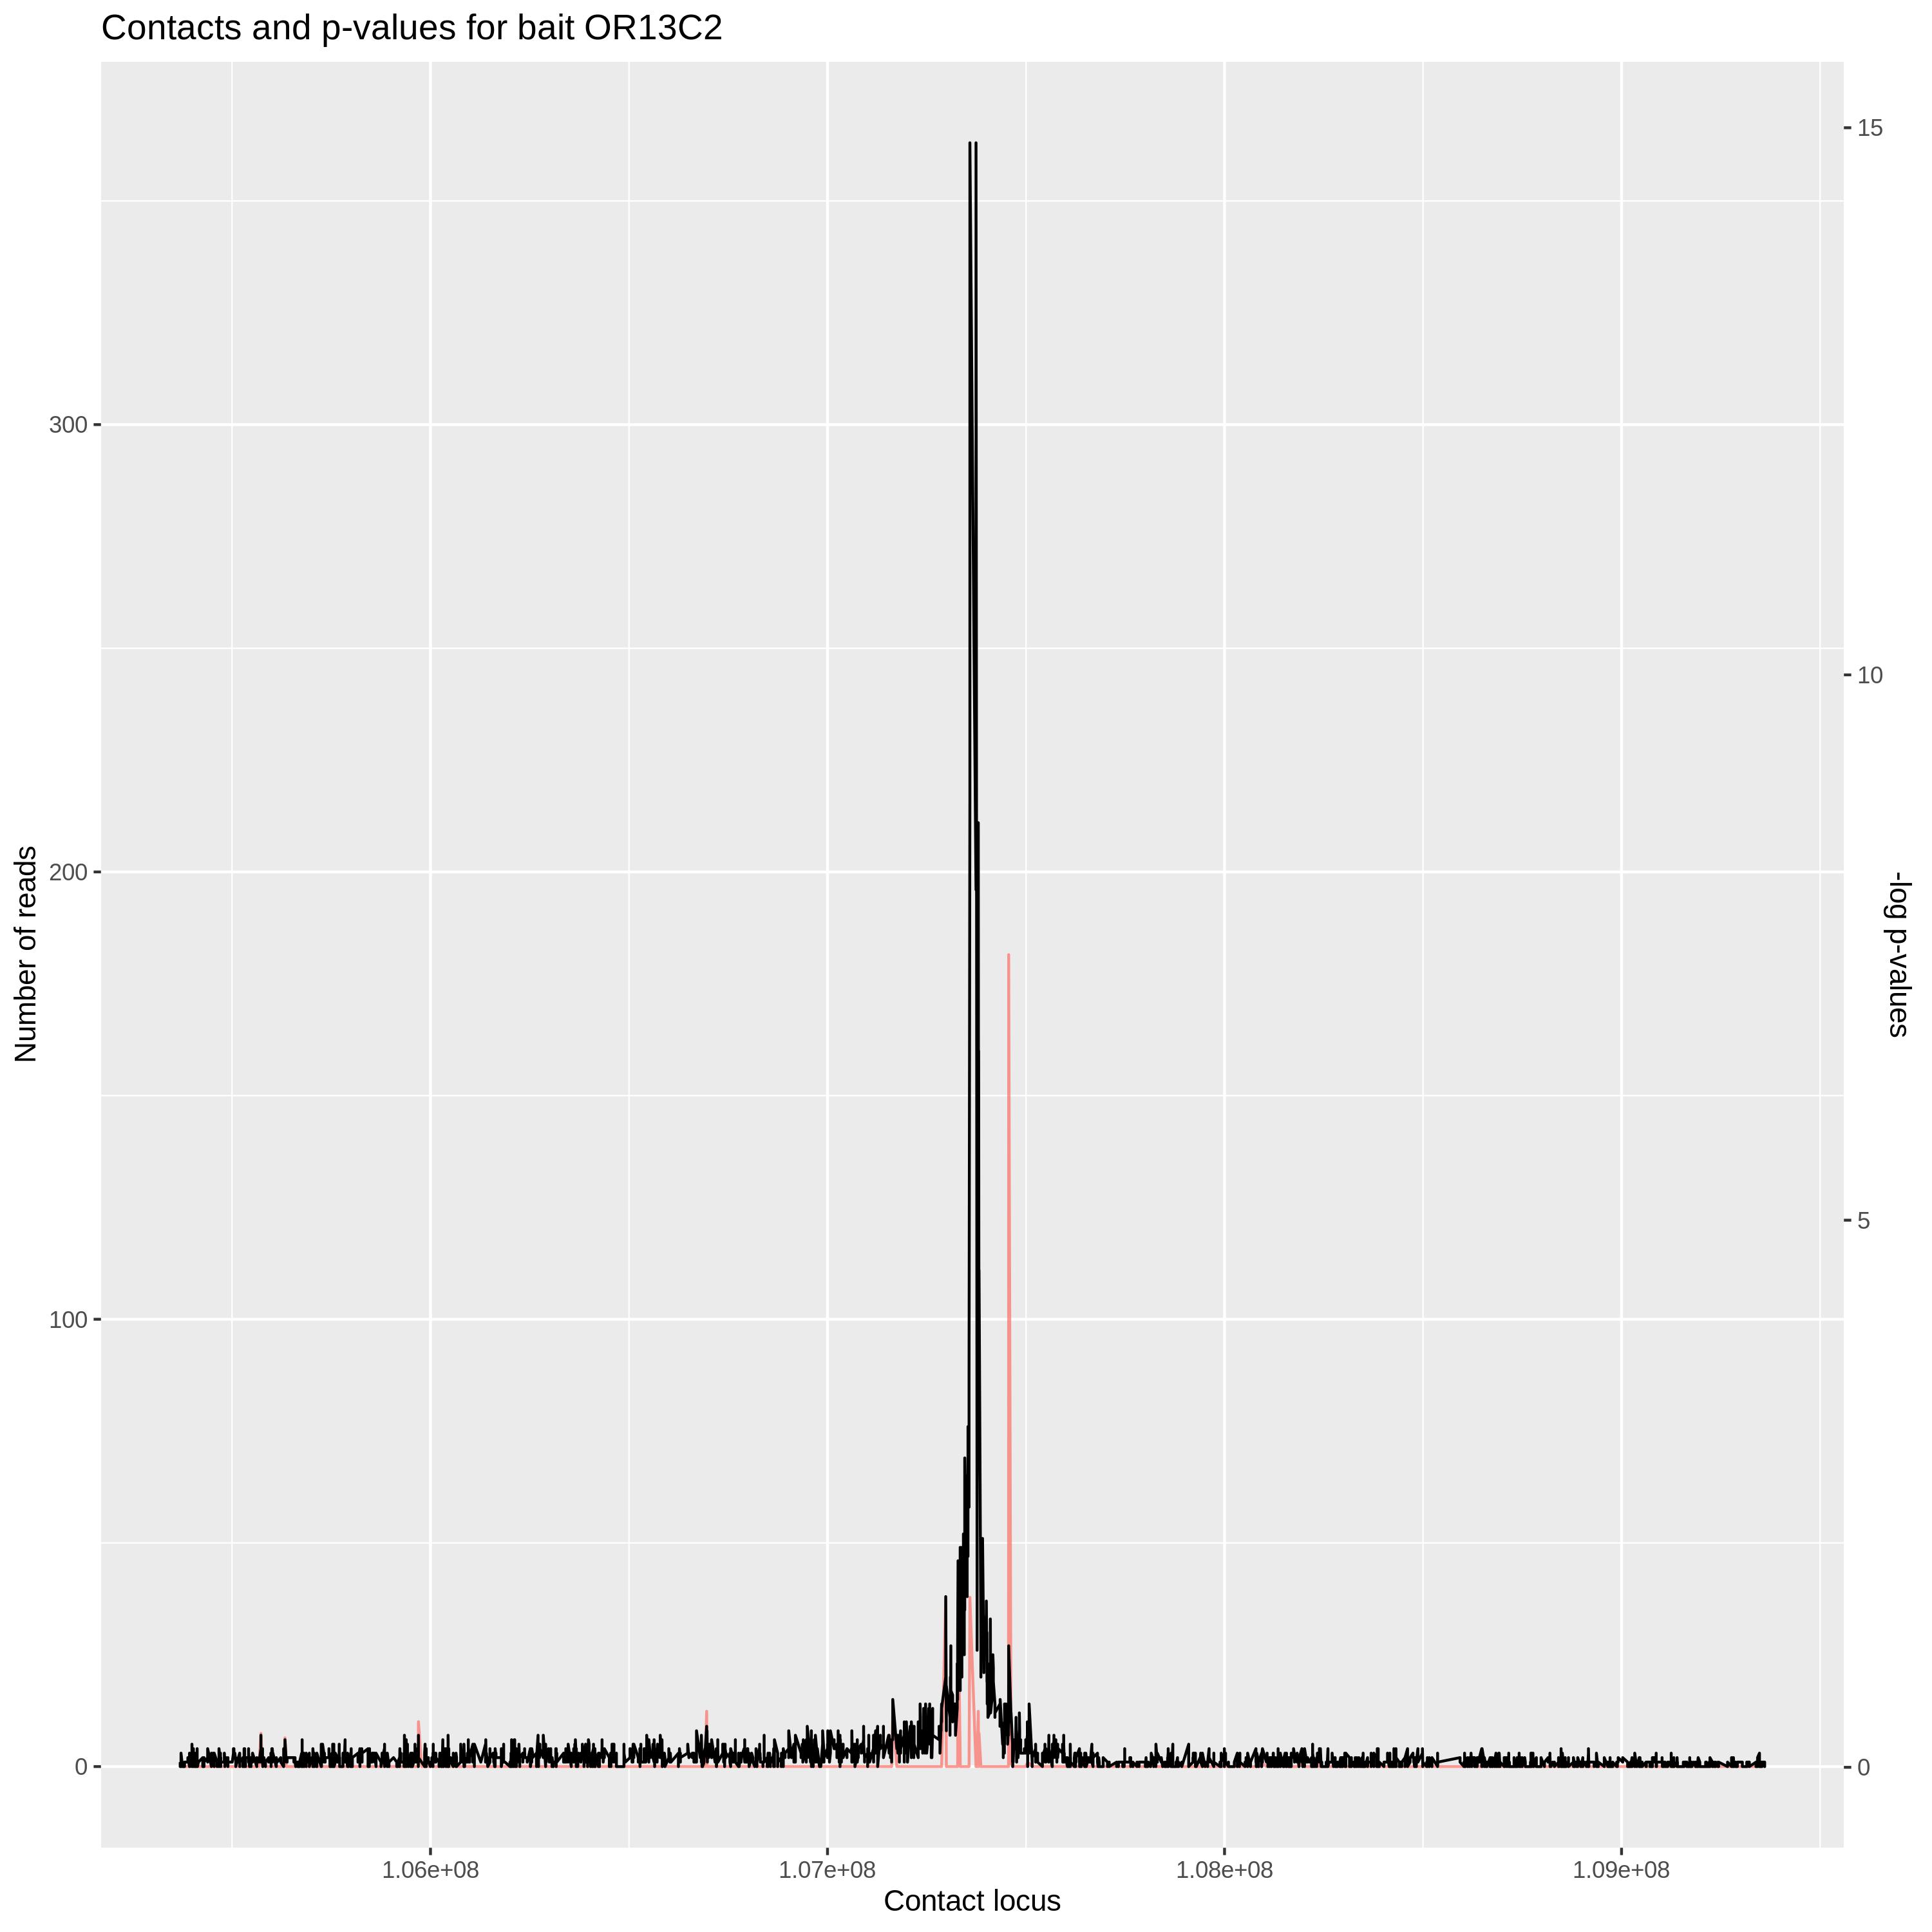 Contacts and p-values for bait OR13C2
Number of reads
300
200
100
0
15
10
5
0
-log p-values
1.06e+08
1.07e+08
1.08e+08
1.09e+08
Contact locus